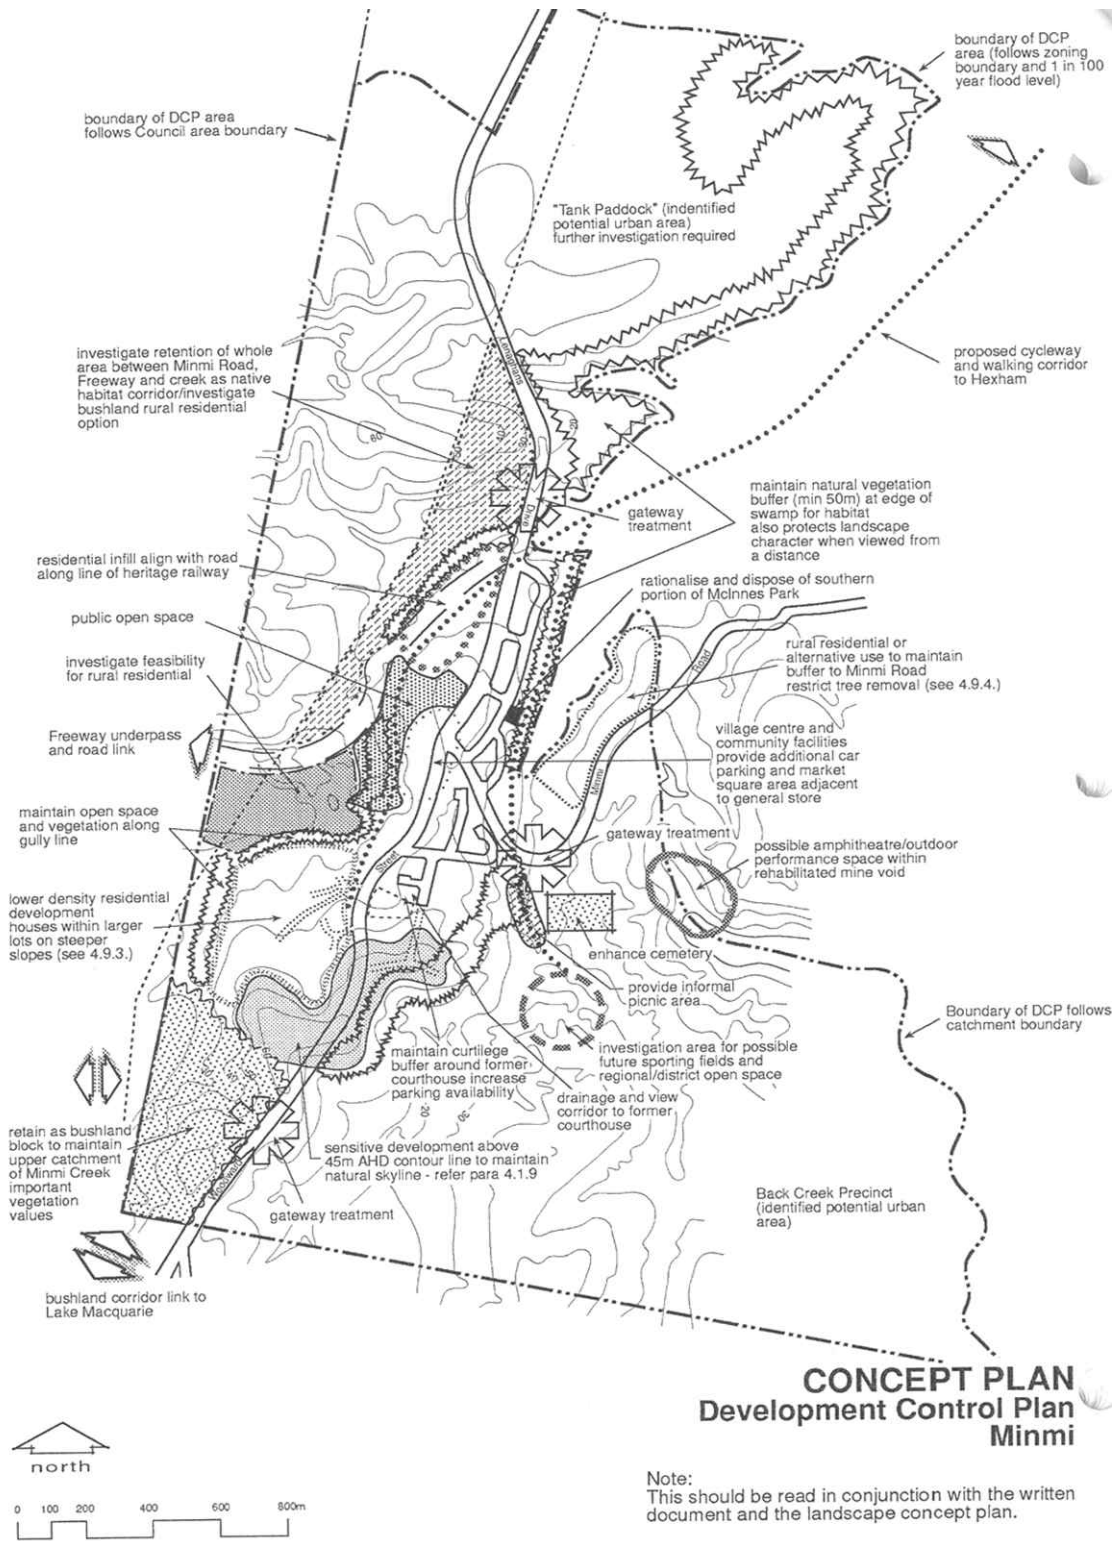 boundary of DCP
area (follows zoning
boundary and 1 in 100
year flood level)
boundary of DCP area
follows Council area boundary
"Tank Paddock" (indentified
potential urban area)
further investigation required
Lenaghans
investigate retention of whole
area between Minmi Road,
Freeway and creek as native
habitat corridor/investigate
bushland rural residential
option
proposed cycleway
and walking corridor
to Hexham
20
60
maintain natural vegetation
buffer (min 50m) at edge of
swamp for habitat
also protects landscape
character when viewed from
a distance
gateway
treatment
Drive
residential infill align with road
along line of heritage railway
rationalise and dispose of southern
portion of McInnes Park
public open space
rural residential or
alternative use to maintain
buffer to Minmi Road
restrict tree removal (see 4.9.4.)
Road
Minmi
investigate feasibility
for rural residential
Freeway underpass
and road link
village centre and
community facilities
provide additional car
parking and market
square area adjacent
to general store
maintain open space
and vegetation along
gully line
gateway treatment
possible amphitheatre/outdoor
performance space within
rehabilitated mine void
Street
lower density residential
development
houses within larger
lots on steeper
slopes (see 4.9.3.)
enhance cemetery
provide informal
picnic area
Boundary of DCP follows
catchment boundary
maintain curtilege
buffer around former
courthouse increase
parking availability
20
30
investigation area for possible
future sporting fields and
regional/district open space
drainage and view
corridor to former
courthouse
retain as bushland
block to maintain
upper catchment
of Minmi Creek
important
vegetation
values
sensitive development above
45m AHD contour line to maintain
natural skyline - refer para 4.1.9
Woodward
gateway treatment
Back Creek Precinct
(identified potential urban
area)
bushland corridor link to
Lake Macquarie
CONCEPT PLAN
Development Control Plan
Minmi
north
0 100 200 400 600 800m
Note:
This should be read in conjunction with the written
document and the landscape concept plan.